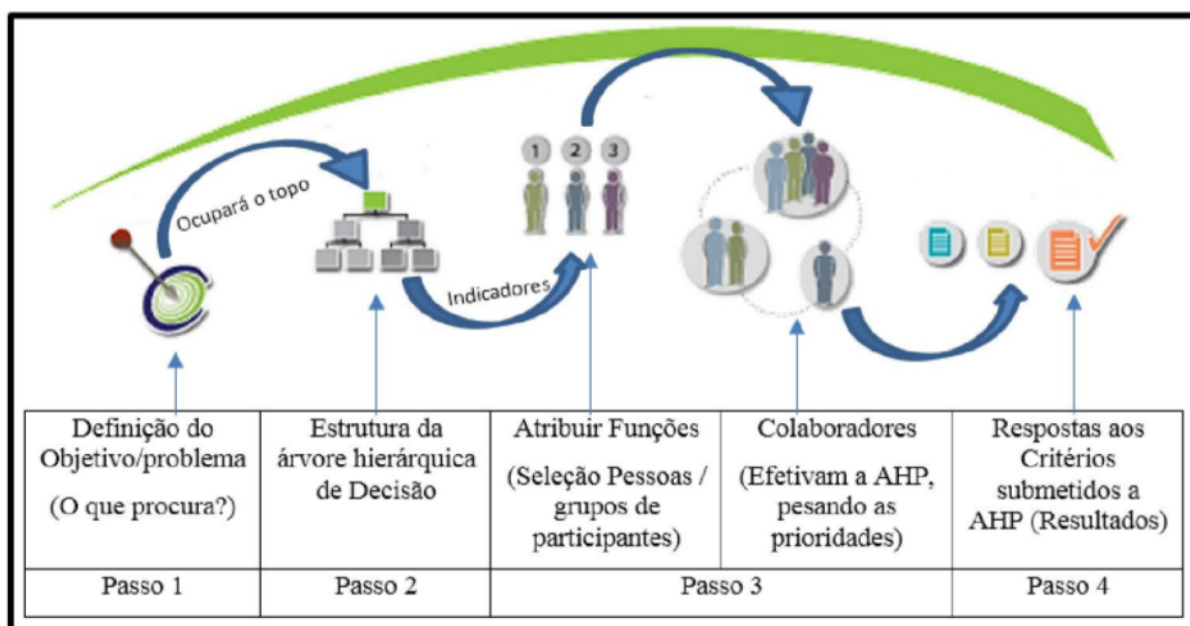 Ocupará o topo
Indicadores
1 2 3
Definição do
Objetivo/problema
(O que procura?)
Estrutura da
árvore hierárquica
de Decisão
Atribuir Funções
(Seleção Pessoas /
grupos de
participantes)
Colaboradores
(Efetivam a AHP,
pesando as
prioridades)
Respostas aos
Critérios
submetidos a
AHP (Resultados)
Passo 1
Passo 2
Passo 3
Passo 4